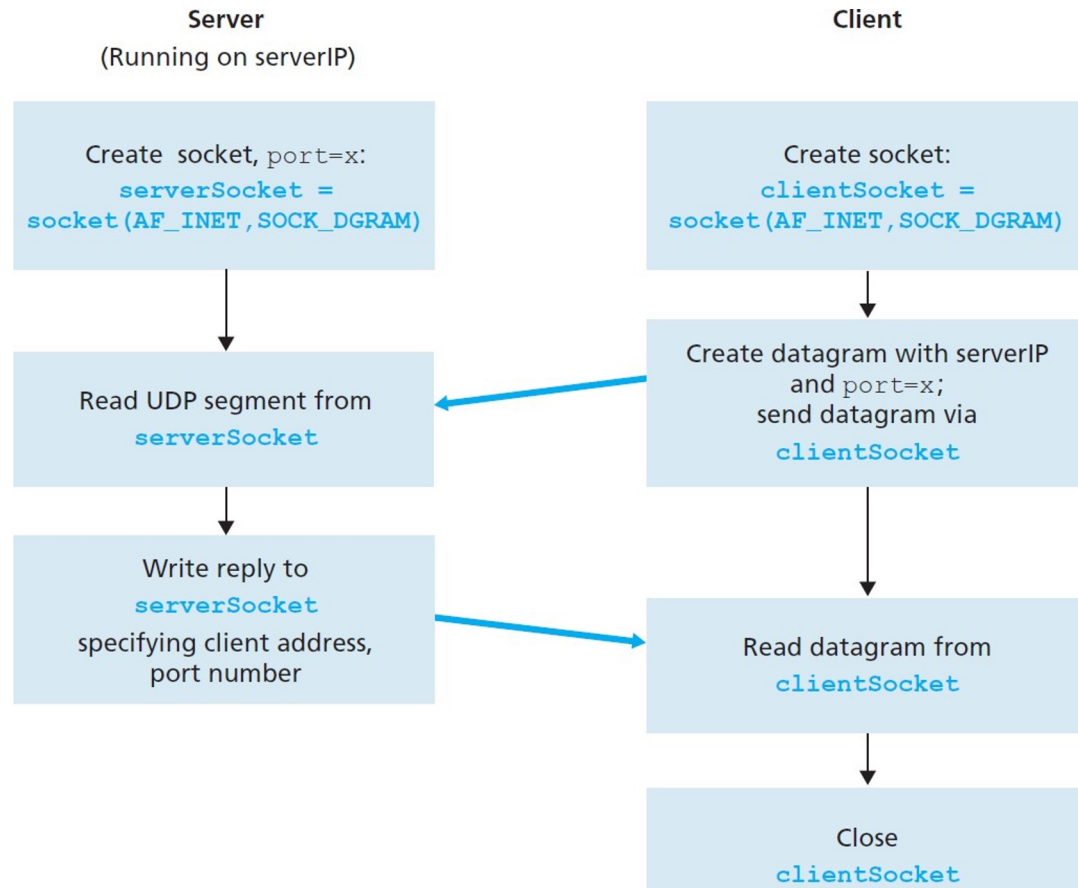 Server
(Running on serverIP)
Create socket, port=x:
serverSocket =
socket(AF_INET,SOCK_DGRAM)
Read UDP segment from
serverSocket
Write reply to
serverSocket
specifying client address,
port number
Client
Create socket:
clientSocket =
socket(AF_INET,SOCK_DGRAM)
Create datagram with serverIP
and port=x;
send datagram via
clientSocket
Read datagram from
clientSocket
Close
clientSocket